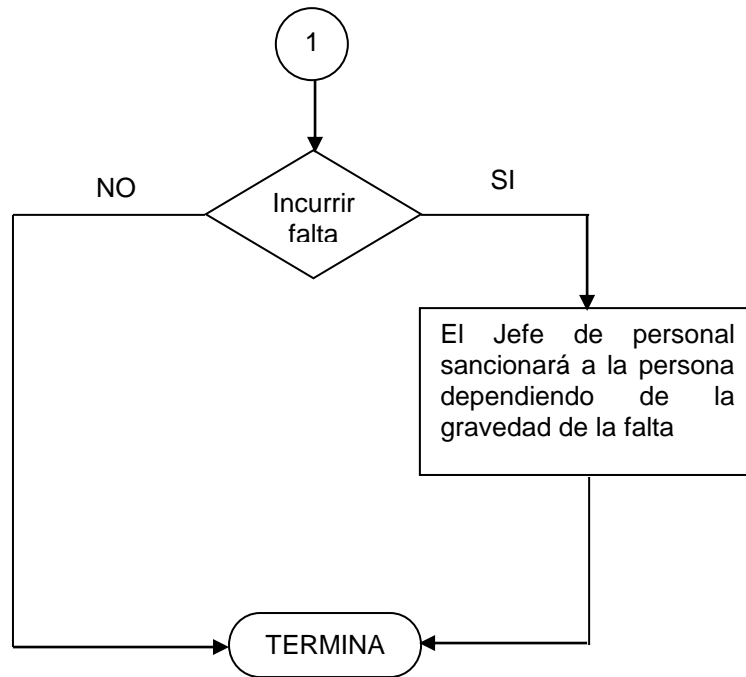 1
NO
SI
Incurrir
falta
El Jefe de personal
sancionará a la persona
dependiendo de la
gravedad de la falta
TERMINA